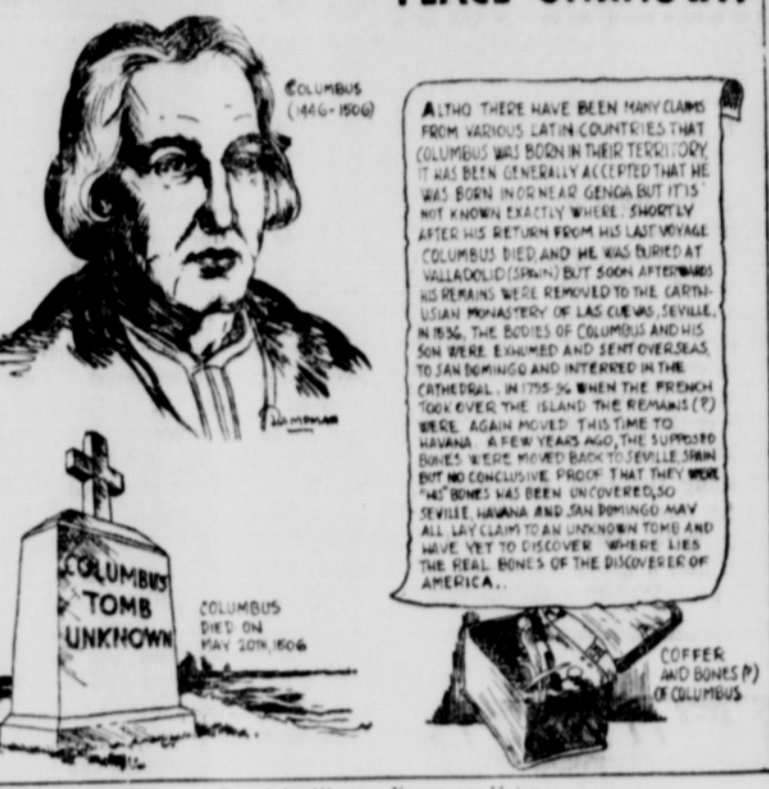 PLACE UNKNOWN.
COLUMBUS
(1446-1506)
ALTHO THERE HAVE BEEN MANY CLAIMS
FROM VARIOUS LATIN COUNTRIES THAT
COLUMBUS WAS BORN IN THEIR TERRITORY,
IT HAS BEEN GENERALLY ACCEPTED THAT HE
WAS BORN IN OR NEAR GENOA BUT IT IS
NOT KNOWN EXACTLY WHERE. SHORTLY
AFTER HIS RETURN FROM HIS LAST VOYAGE
COLUMBUS DIED, AND HE WAS BURIED AT
VALLADOLID (SPAIN) BUT SOON AFTERWARDS
HIS REMAINS WERE REMOVED TO THE CARTH-
USIAN MONASTERY OF LAS CUEVAS, SEVILLE.
IN 1536, THE BODIES OF COLUMBUS AND HIS
SON WERE EXHUMED AND SENT OVERSEAS,
TO SAN DOMINGO AND INTERRED IN THE
CATHEDRAL. IN 1795-96 WHEN THE FRENCH
TOOK OVER THE ISLAND THE REMAINS (?)
WERE AGAIN MOVED THIS TIME TO
HAVANA. A FEW YEARS AGO, THE SUPPOSED
BONES WERE MOVED BACK TO SEVILLE, SPAIN
BUT NO CONCLUSIVE PROOF THAT THEY WERE
"HIS" BONES HAS BEEN UNCOVERED, SO
SEVILLE, HAVANA AND SAN DOMINGO MAY
ALL LAY CLAIM TO AN UNKNOWN TOMB AND
HAVE YET TO DISCOVER WHERE LIES
THE REAL BONES OF THE DISCOVERER OF
AMERICA..
COLUMBUS
TOMB
UNKNOWN
COLUMBUS
DIED ON
MAY 20TH, 1506
COFFER
AND BONES (?)
OF COLUMBUS